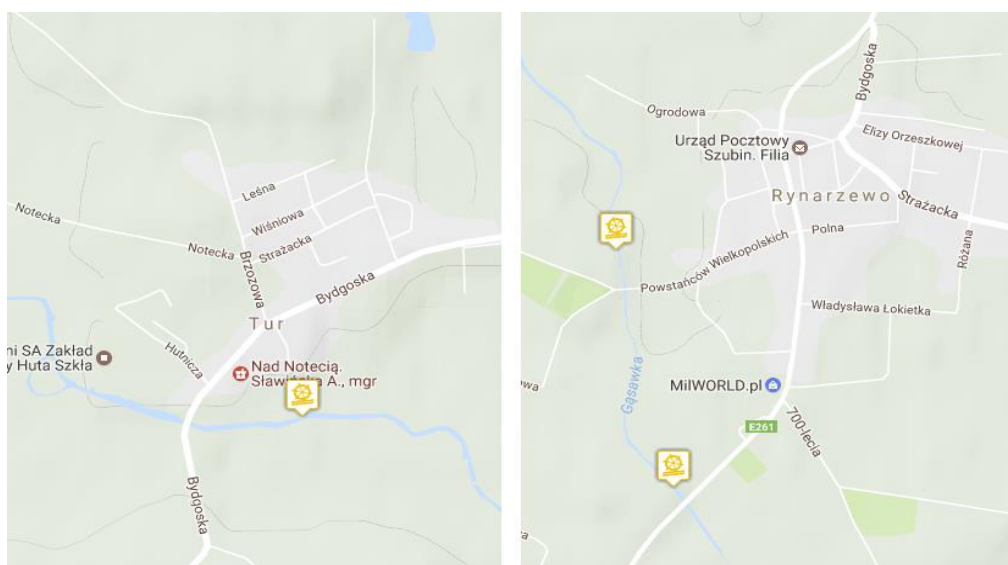 Leśna
Wiśniowa
Strażacka
Notecka
Notecka
Brzozowa
Bydgoska
Tur
Hutnicza
ni SA Zakład
y Huta Szkła
Nad Notecią.
Sławińska A., mgr
Bydgoska
Bydgoska
Ogrodowa
Urząd Pocztowy
Szubin. Filia
Elizy Orzeszkowej
Rynarzewo
Strażacka
Polna
Powstańców Wielkopolskich
Różana
Władysława Łokietka
Gąsawka
owa
MilWORLD.pl
E261
700-lecia
a